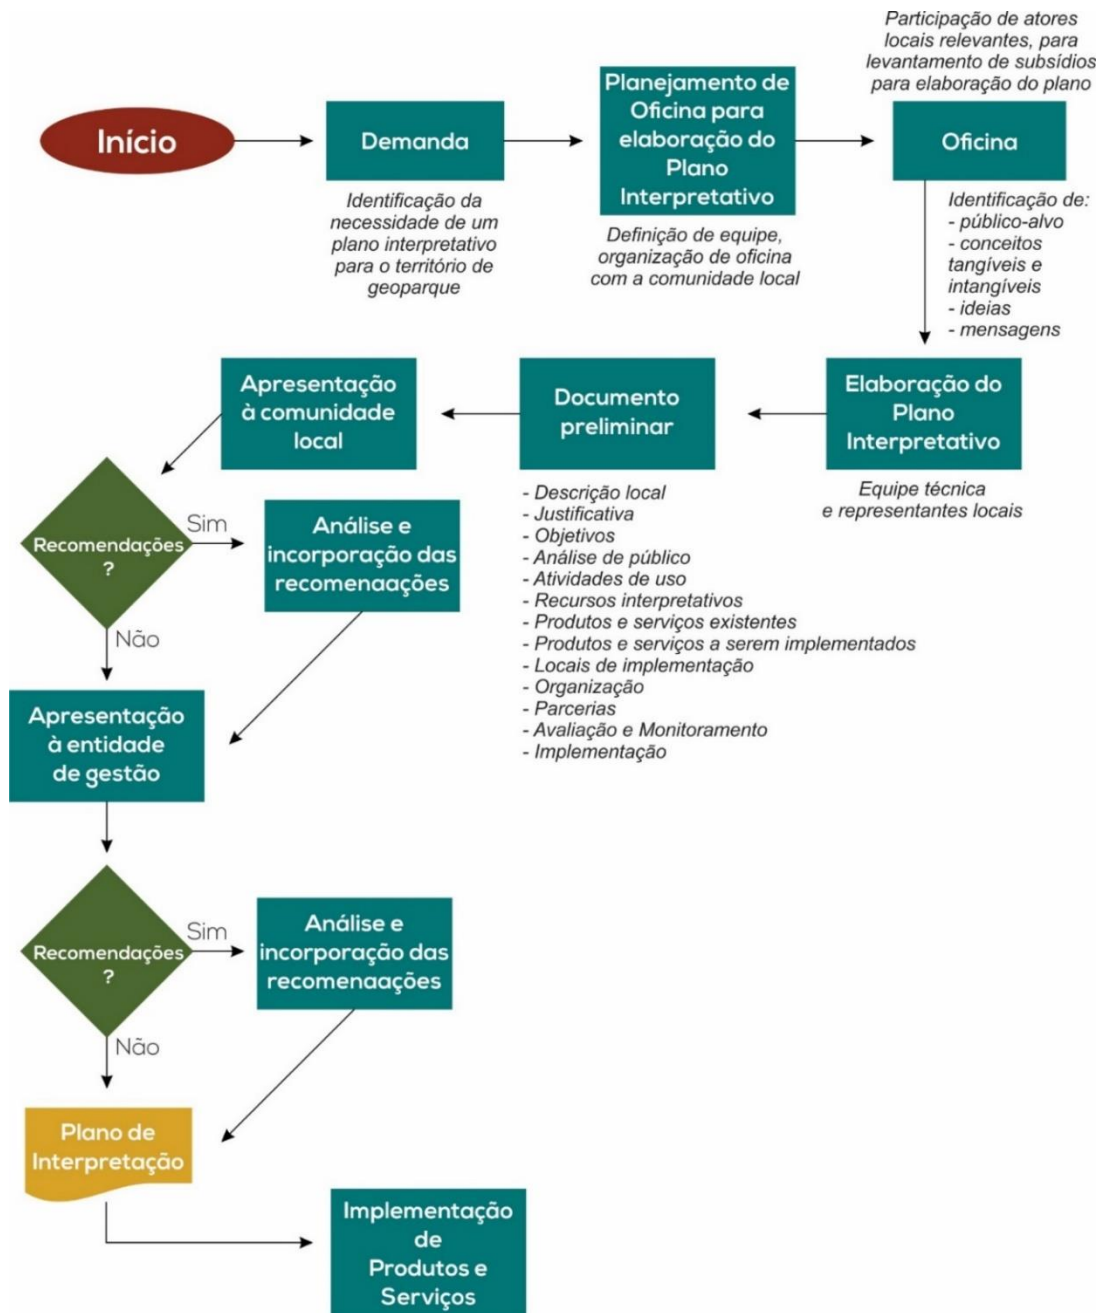 Participação de atores
locais relevantes, para
levantamento de subsídios
para elaboração do plano
Início
Demanda
Identificação da
necessidade de um
plano interpretativo
para o território de
geoparque
Planejamento de
Oficina para
elaboração do
Plano
Interpretativo
Definição de equipe,
organização de oficina
com a comunidade local
Oficina
Identificação de:
- público-alvo
- conceitos
tangíveis e
intangíveis
- ideias
- mensagens
Elaboração do
Plano
Interpretativo
Equipe técnica
e representantes locais
Documento
preliminar
- Descrição local
- Justificativa
- Objetivos
- Análise de público
- Atividades de uso
- Recursos interpretativos
- Produtos e serviços existentes
- Produtos e serviços a serem implementados
- Locais de implementação
- Organização
- Parcerias
- Avaliação e Monitoramento
- Implementação
Apresentação
à comunidade
local
Recomendações
?
Sim
Análise e
incorporação das
recomenaações
Não
Apresentação
à entidade
de gestão
Recomendações
?
Sim
Análise e
incorporação das
recomenaações
Não
Plano de
Interpretação
Implementação
de
Produtos e
Serviços